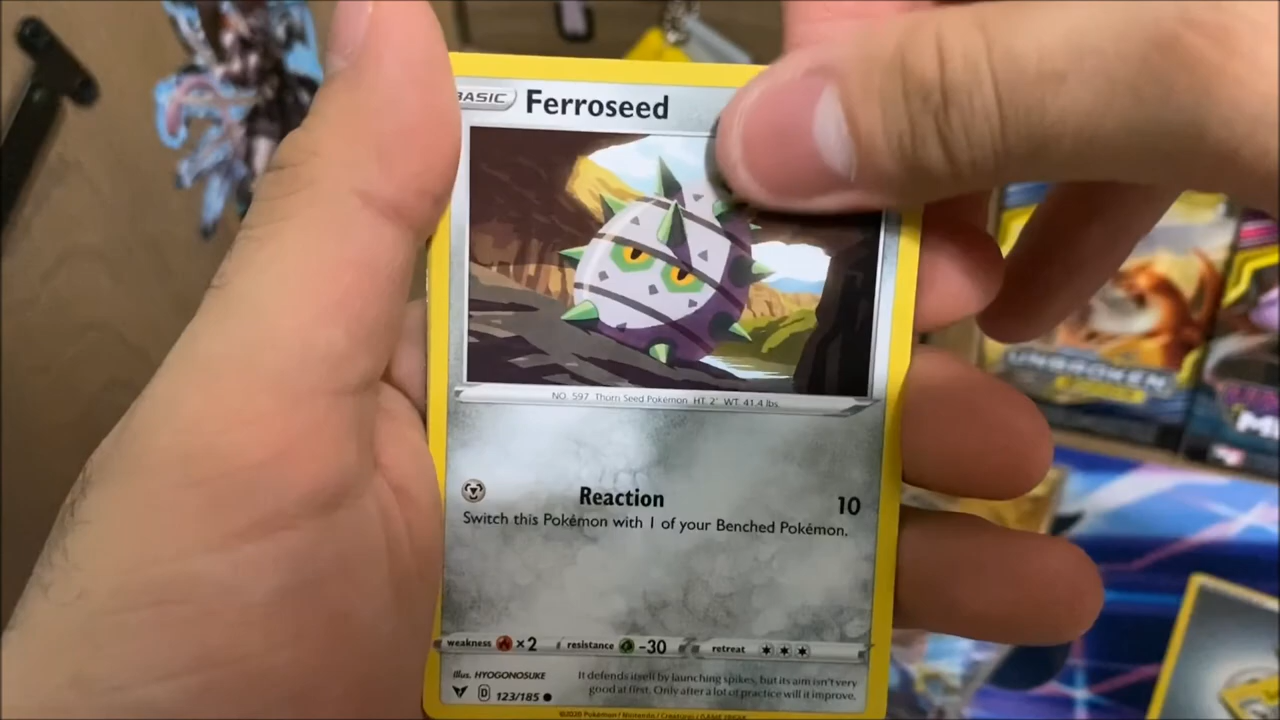 BASIC Ferroseed
NO. 597 Thorn Seed Pokémon HT. 2' WT. 41.4 lbs.
Reaction 10
Switch this Pokémon with 1 of your Benched Pokémon.
weakness ×2 resistance -30 retreat
Illus. HYOGONOSUKE
It defends itself by launching spikes, but its aim isn't very
good at first. Only after a lot of practice will it improve.
D 123/185
©2020 Pokémon / Nintendo / Creatures / GAME FREAK
UNBROKEN